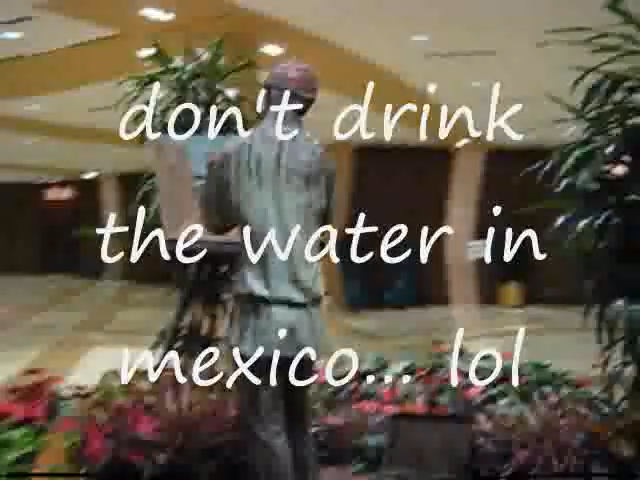 don't drink
the water in
mexico... lol